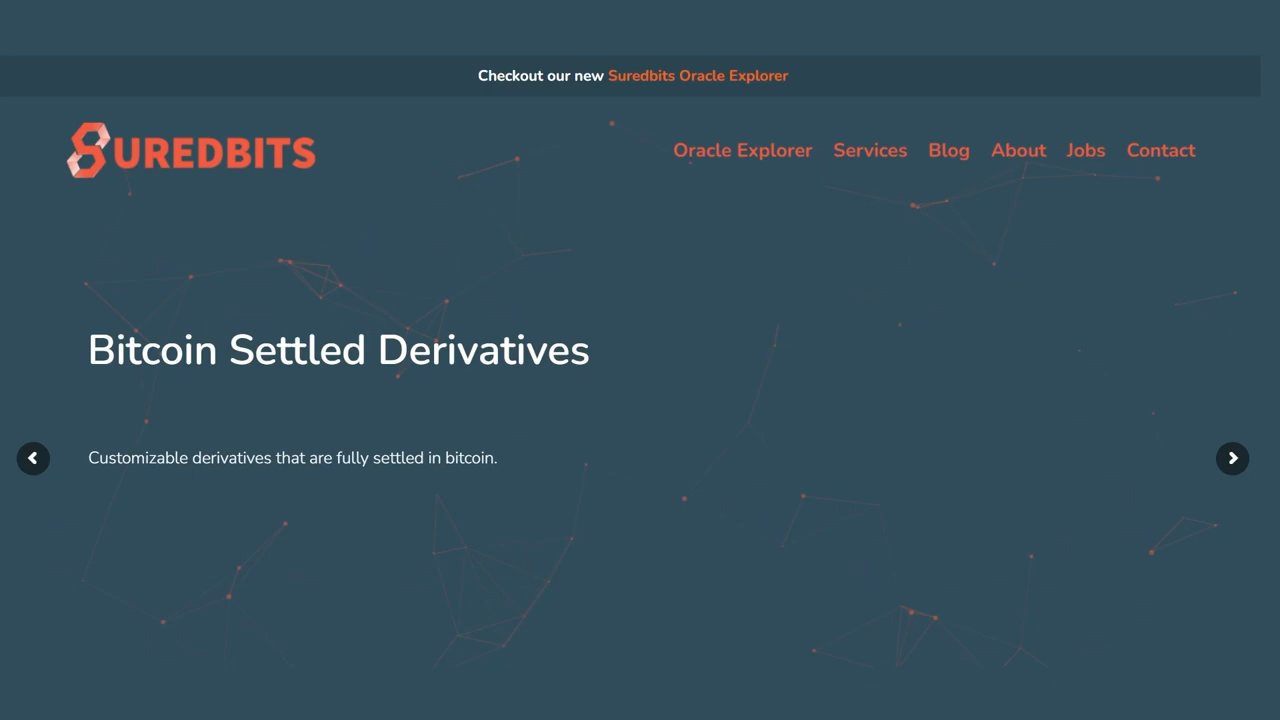 Checkout our new Suredbits Oracle Explorer
SUREDBITS
Oracle Explorer Services Blog About Jobs Contact
Bitcoin Settled Derivatives
Customizable derivatives that are fully settled in bitcoin.